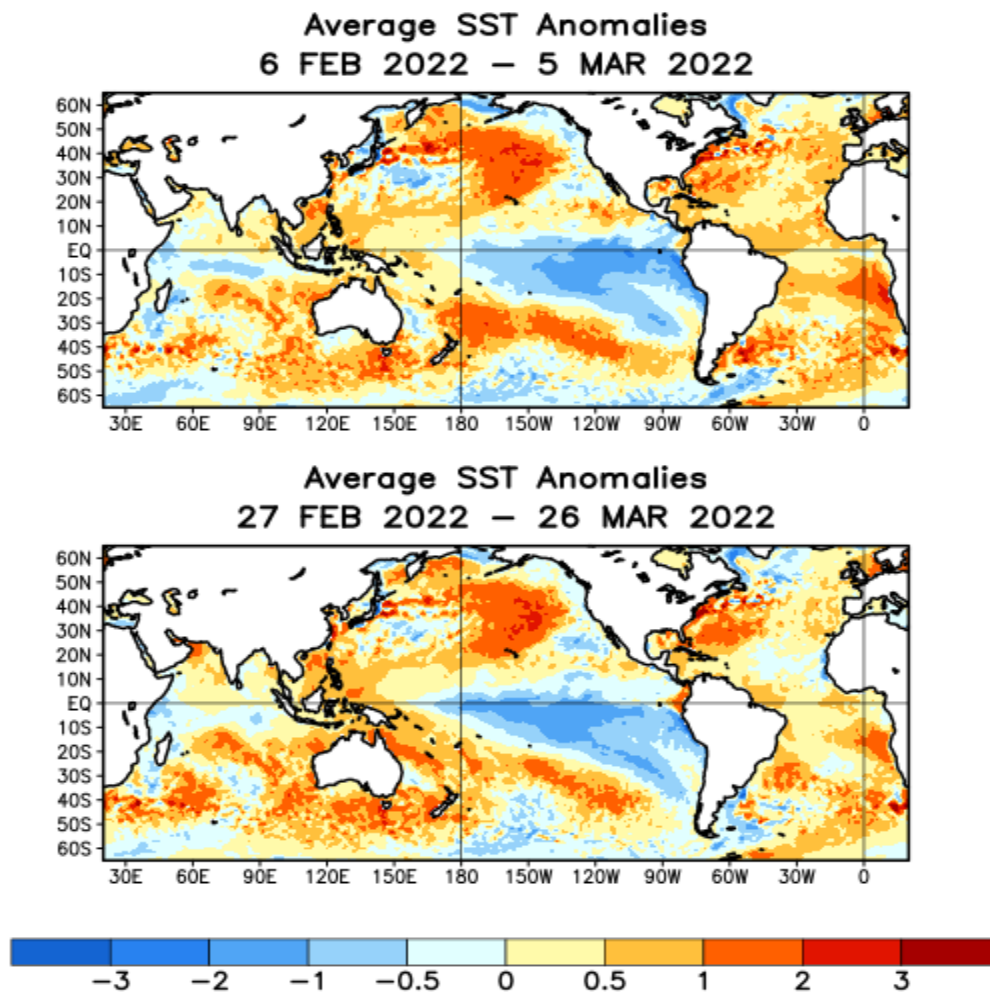 Average SST Anomalies
6 FEB 2022 – 5 MAR 2022
60N
50N
40N
30N
20N
10N
EQ
10S
20S
30S
40S
50S
60S
30E 60E 90E 120E 150E 180 150W 120W 90W 60W 30W 0
Average SST Anomalies
27 FEB 2022 – 26 MAR 2022
60N
50N
40N
30N
20N
10N
EQ
10S
20S
30S
40S
50S
60S
30E 60E 90E 120E 150E 180 150W 120W 90W 60W 30W 0
−3 −2 −1 −0.5 0 0.5 1 2 3